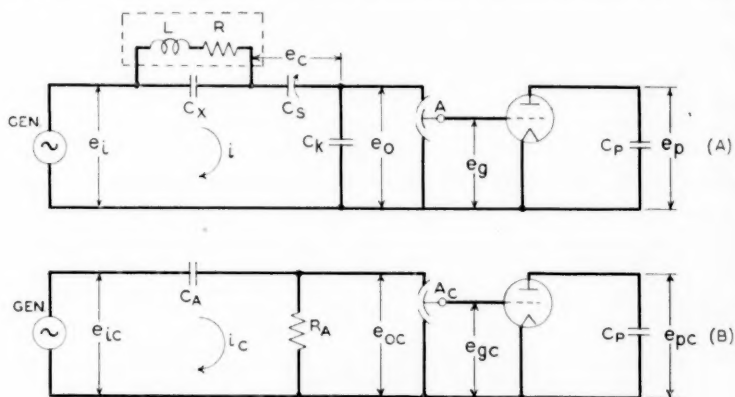 L R
e_c
C_X C_S
GEN. e_i i C_k e_o A e_g C_P e_p (A)
C_A
GEN. e_ic i_c R_A e_oc A_c e_gc C_P e_pc (B)